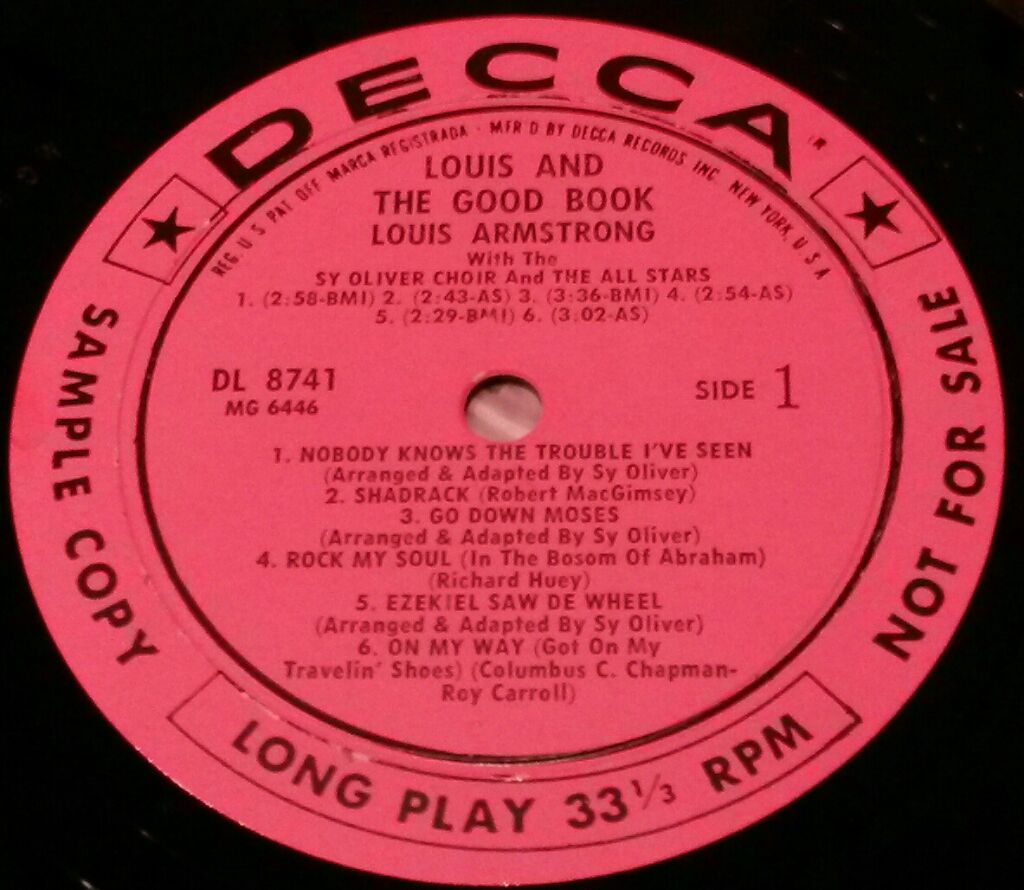 DECCA
REG. U S PAT OFF MARCA REGISTRADA · MFR D BY DECCA RECORDS INC. NEW YORK, U.S.A
LOUIS AND
THE GOOD BOOK
LOUIS ARMSTRONG
With The
SY OLIVER CHOIR And THE ALL STARS
1. (2:58-BMI) 2. (2:43-AS) 3. (3:36-BMI) 4. (2:54-AS)
5. (2:29-BMI) 6. (3:02-AS)
DL 8741
MG 6446
SIDE 1
1. NOBODY KNOWS THE TROUBLE I'VE SEEN
(Arranged & Adapted By Sy Oliver)
2. SHADRACK (Robert MacGimsey)
3. GO DOWN MOSES
(Arranged & Adapted By Sy Oliver)
4. ROCK MY SOUL (In The Bosom Of Abraham)
(Richard Huey)
5. EZEKIEL SAW DE WHEEL
(Arranged & Adapted By Sy Oliver)
6. ON MY WAY (Got On My
Travelin' Shoes) (Columbus C. Chapman-
Roy Carroll)
SAMPLE COPY
NOT FOR SALE
LONG PLAY 33 1/3 RPM